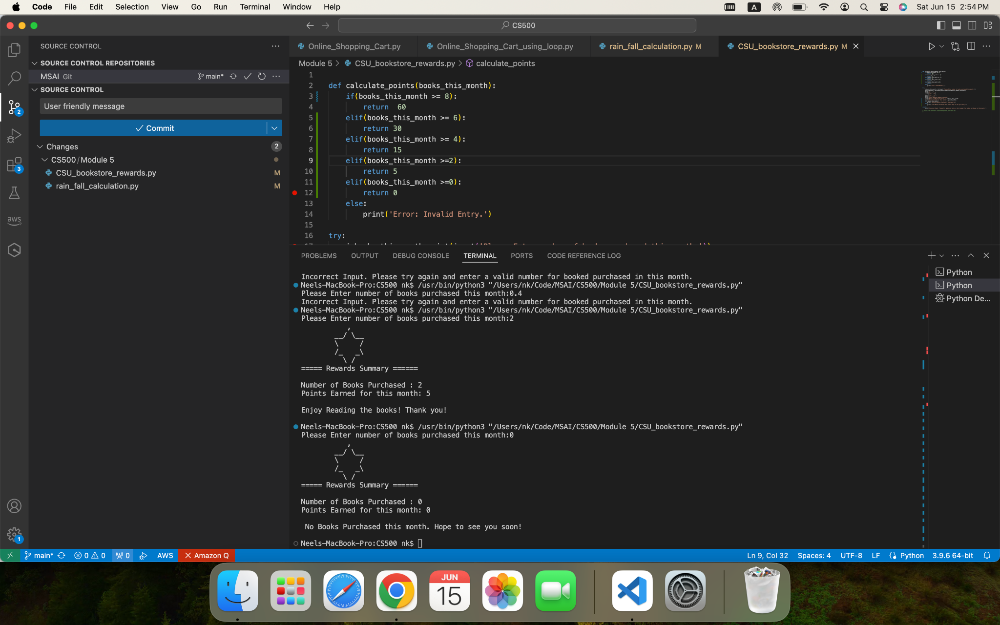 Code File Edit Selection View Go Run Terminal Window Help A Sat Jun 15 2:54 PM
CS500
SOURCE CONTROL
SOURCE CONTROL REPOSITORIES
MSAI Git main*
SOURCE CONTROL
User friendly message
Commit
Changes 2
CS500/Module 5
CSU_bookstore_rewards.py M
rain_fall_calculation.py M
2
3
aws
1
Online_Shopping_Cart.py Online_Shopping_Cart_using_loop.py rain_fall_calculation.py M CSU_bookstore_rewards.py M
Module 5 > CSU_bookstore_rewards.py > calculate_points
1
2 def calculate_points(books_this_month):
3 if(books_this_month >= 8):
4 return  60
5 elif(books_this_month >= 6):
6 return 30
7 elif(books_this_month >= 4):
8 return 15
9 elif(books_this_month >=2):
10 return 5
11 elif(books_this_month >=0):
12 return 0
13 else:
14 print('Error: Invalid Entry.')
15
16 try:
PROBLEMS OUTPUT DEBUG CONSOLE TERMINAL PORTS CODE REFERENCE LOG
Incorrect Input. Please try again and enter a valid number for booked purchased in this month.
Neels-MacBook-Pro:CS500 nk$ /usr/bin/python3 "/Users/nk/Code/MSAI/CS500/Module 5/CSU_bookstore_rewards.py"
Please Enter number of books purchased this month:0.4
Incorrect Input. Please try again and enter a valid number for booked purchased in this month.
Neels-MacBook-Pro:CS500 nk$ /usr/bin/python3 "/Users/nk/Code/MSAI/CS500/Module 5/CSU_bookstore_rewards.py"
Please Enter number of books purchased this month:2
,
__/ \__
\     /
/_   _\
\ /
===== Rewards Summary ======
Number of Books Purchased : 2
Points Earned for this month: 5
Enjoy Reading the books! Thank you!
Neels-MacBook-Pro:CS500 nk$ /usr/bin/python3 "/Users/nk/Code/MSAI/CS500/Module 5/CSU_bookstore_rewards.py"
Please Enter number of books purchased this month:0
,
__/ \__
\     /
/_   _\
\ /
===== Rewards Summary ======
Number of Books Purchased : 0
Points Earned for this month: 0
No Books Purchased this month. Hope to see you soon!
Neels-MacBook-Pro:CS500 nk$
Python
Python
Python De...
main* 0 0 0 AWS Amazon Q Ln 9, Col 32 Spaces: 4 UTF-8 LF Python 3.9.6 64-bit
JUN
15